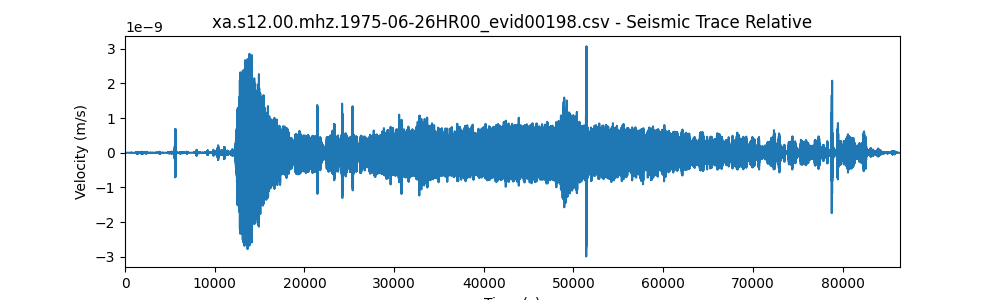 xa.s12.00.mhz.1975-06-26HR00_evid00198.csv - Seismic Trace Relative
1e−9
3
2
1
0
−1
−2
−3
Velocity (m/s)
0 10000 20000 30000 40000 50000 60000 70000 80000